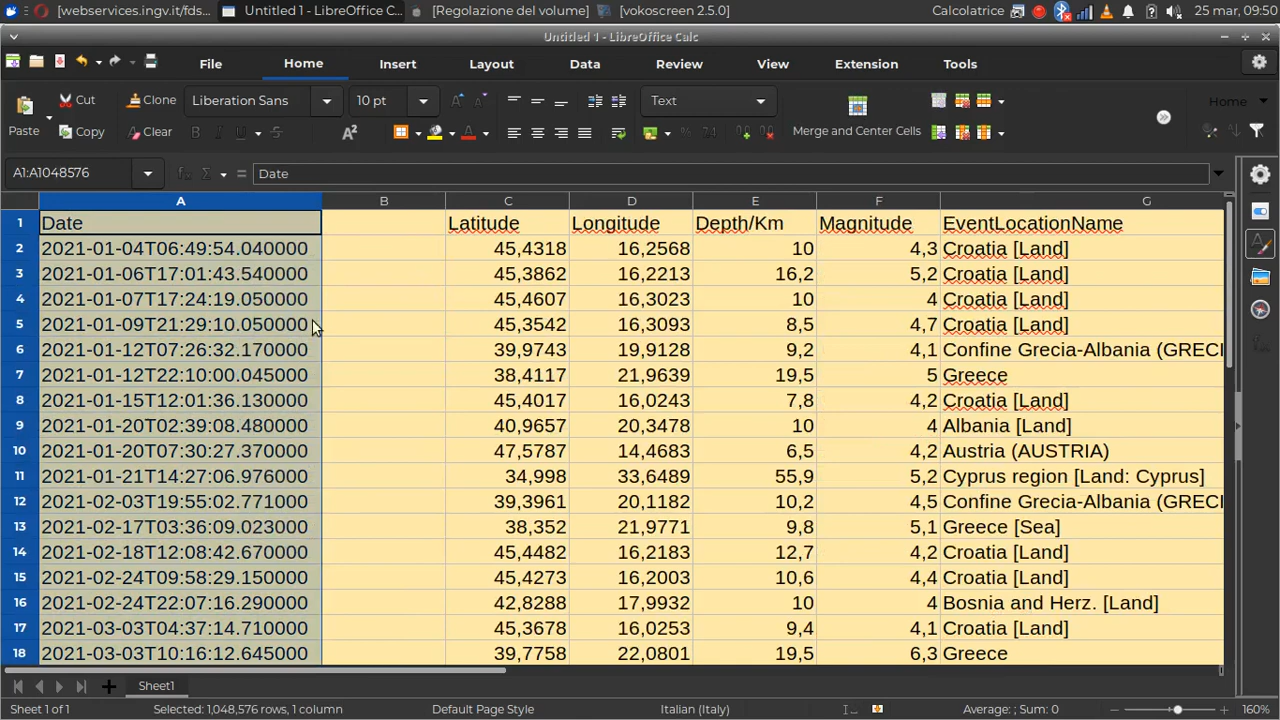 [webservices.ingv.it/fds... Untitled 1 - LibreOffice C... [Regolazione del volume] [vokoscreen 2.5.0] Calcolatrice 25 mar, 09:50
Untitled 1 - LibreOffice Calc
File Home Insert Layout Data Review View Extension Tools
Cut Clone Liberation Sans 10 pt Text Home
Paste Copy Clear Merge and Center Cells
A1:A1048576 Date
A B C D E F G
1 Date Latitude Longitude Depth/Km Magnitude EventLocationName
2 2021-01-04T06:49:54.040000 45,4318 16,2568 10 4,3 Croatia [Land]
3 2021-01-06T17:01:43.540000 45,3862 16,2213 16,2 5,2 Croatia [Land]
4 2021-01-07T17:24:19.050000 45,4607 16,3023 10 4 Croatia [Land]
5 2021-01-09T21:29:10.050000 45,3542 16,3093 8,5 4,7 Croatia [Land]
6 2021-01-12T07:26:32.170000 39,9743 19,9128 9,2 4,1 Confine Grecia-Albania (GRECI
7 2021-01-12T22:10:00.045000 38,4117 21,9639 19,5 5 Greece
8 2021-01-15T12:01:36.130000 45,4017 16,0243 7,8 4,2 Croatia [Land]
9 2021-01-20T02:39:08.480000 40,9657 20,3478 10 4 Albania [Land]
10 2021-01-20T07:30:27.370000 47,5787 14,4683 6,5 4,2 Austria (AUSTRIA)
11 2021-01-21T14:27:06.976000 34,998 33,6489 55,9 5,2 Cyprus region [Land: Cyprus]
12 2021-02-03T19:55:02.771000 39,3961 20,1182 10,2 4,5 Confine Grecia-Albania (GRECI
13 2021-02-17T03:36:09.023000 38,352 21,9771 9,8 5,1 Greece [Sea]
14 2021-02-18T12:08:42.670000 45,4482 16,2183 12,7 4,2 Croatia [Land]
15 2021-02-24T09:58:29.150000 45,4273 16,2003 10,6 4,4 Croatia [Land]
16 2021-02-24T22:07:16.290000 42,8288 17,9932 10 4 Bosnia and Herz. [Land]
17 2021-03-03T04:37:14.710000 45,3678 16,0253 9,4 4,1 Croatia [Land]
18 2021-03-03T10:16:12.645000 39,7758 22,0801 19,5 6,3 Greece
Sheet1
Sheet 1 of 1 Selected: 1,048,576 rows, 1 column Default Page Style Italian (Italy) Average: ; Sum: 0 160%